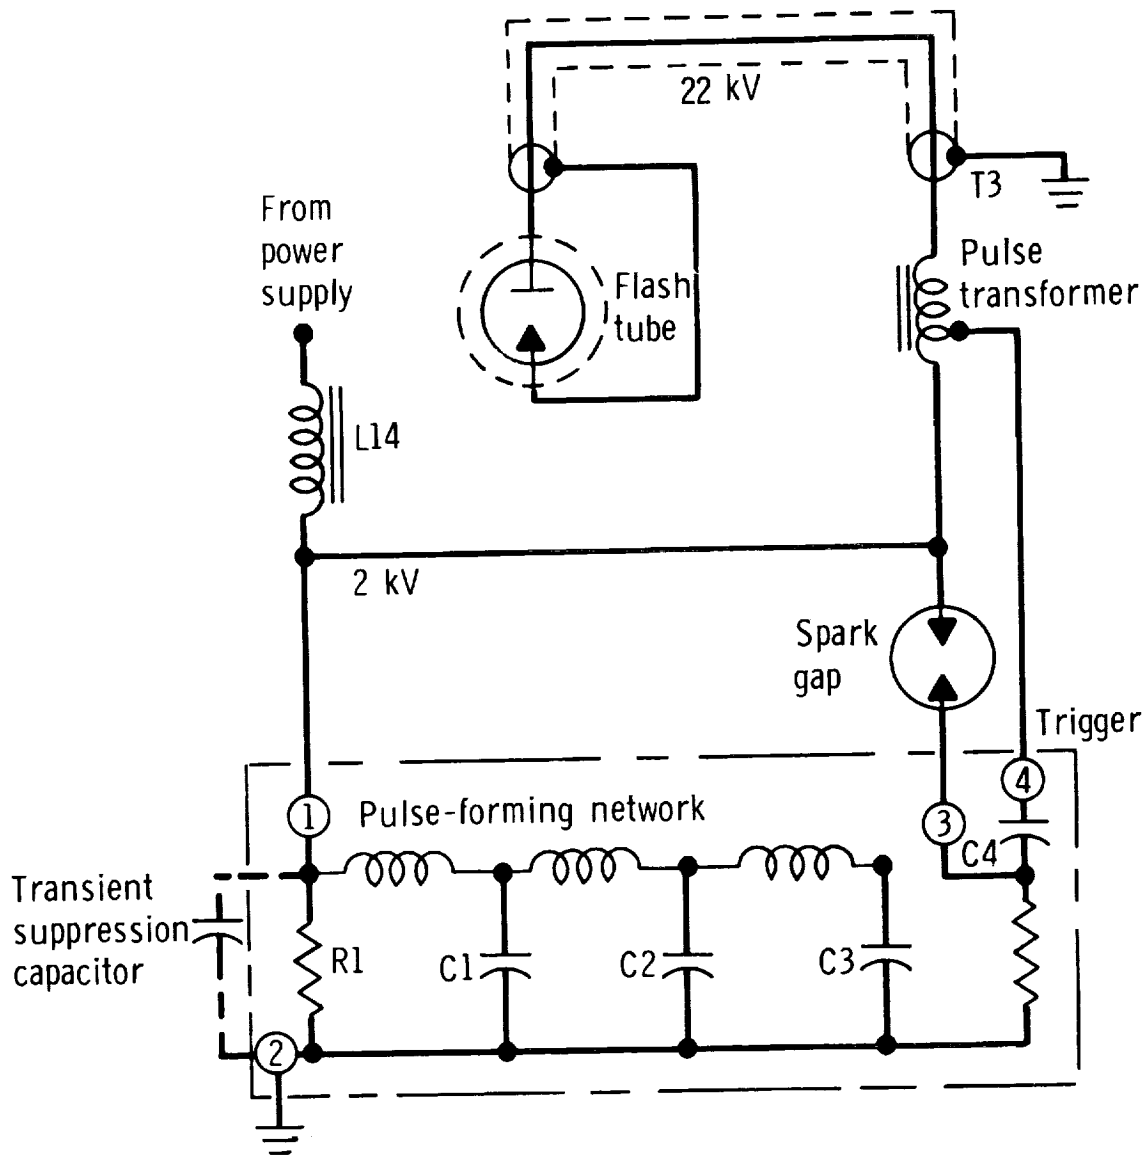 22 kV
T3
From
power
supply
Pulse
transformer
Flash
tube
L14
2 kV
Spark
gap
Trigger
4
1
Pulse-forming network
3
C4
Transient
suppression
capacitor
R1
C1
C2
C3
2